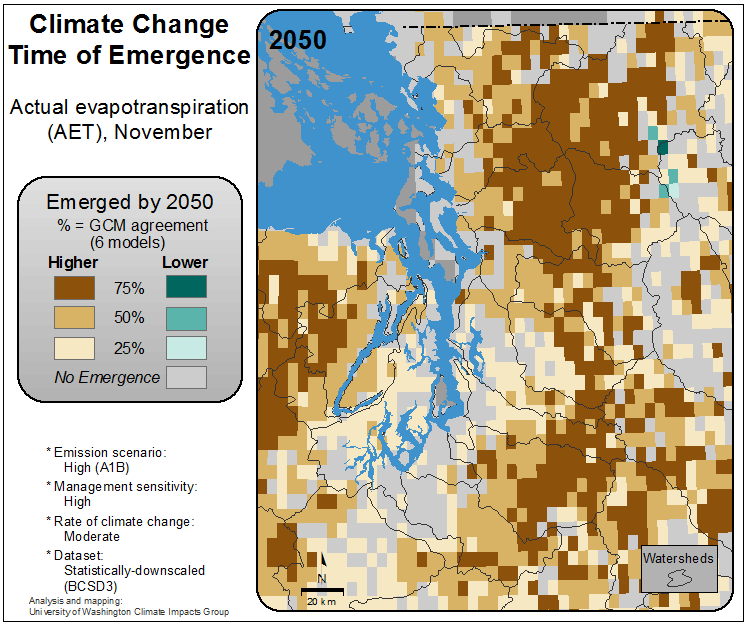 Climate Change
Time of Emergence
Actual evapotranspiration
(AET), November
Emerged by 2050
% = GCM agreement
(6 models)
Higher Lower
75%
50%
25%
No Emergence
* Emission scenario:
High (A1B)
* Management sensitivity:
High
* Rate of climate change:
Moderate
* Dataset:
Statistically-downscaled
(BCSD3)
Analysis and mapping:
University of Washington Climate Impacts Group
2050
N
20 km
Watersheds